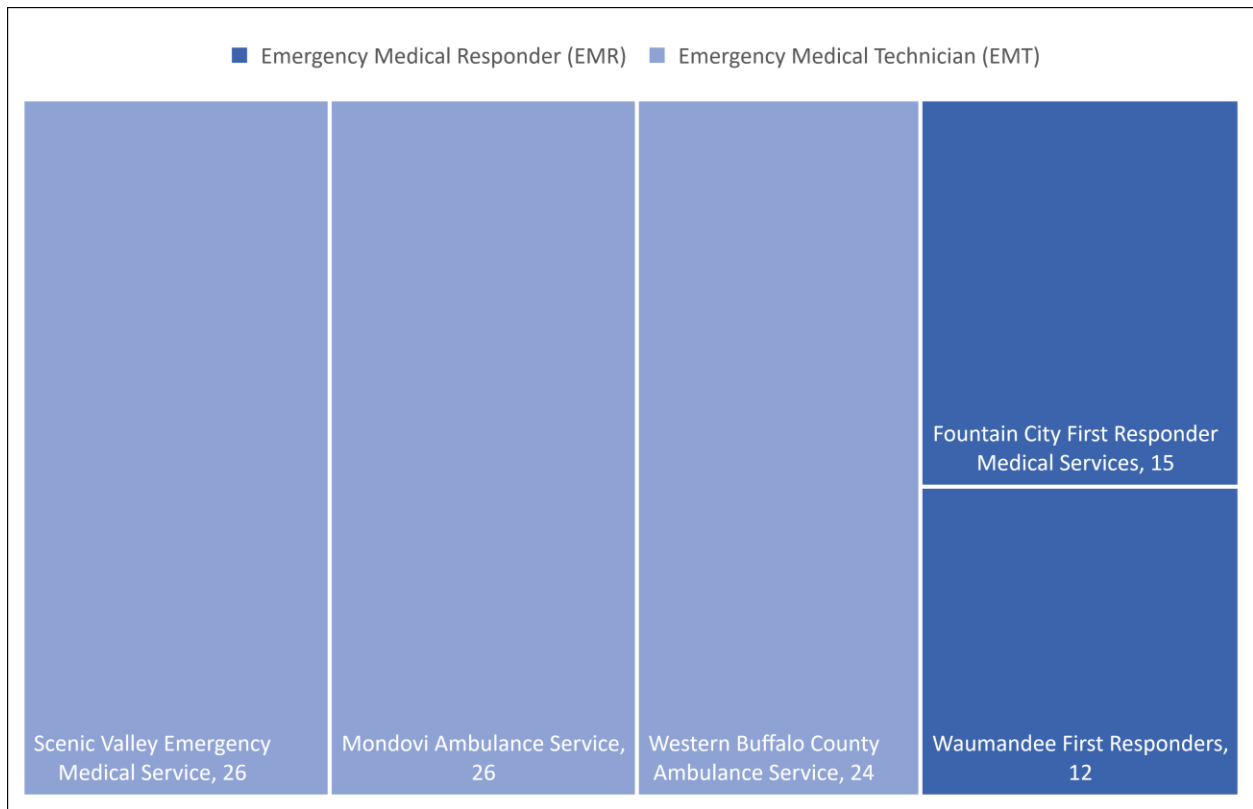 Emergency Medical Responder (EMR) Emergency Medical Technician (EMT)
Scenic Valley Emergency
Medical Service, 26
Mondovi Ambulance Service,
26
Western Buffalo County
Ambulance Service, 24
Fountain City First Responder
Medical Services, 15
Waumandee First Responders,
12